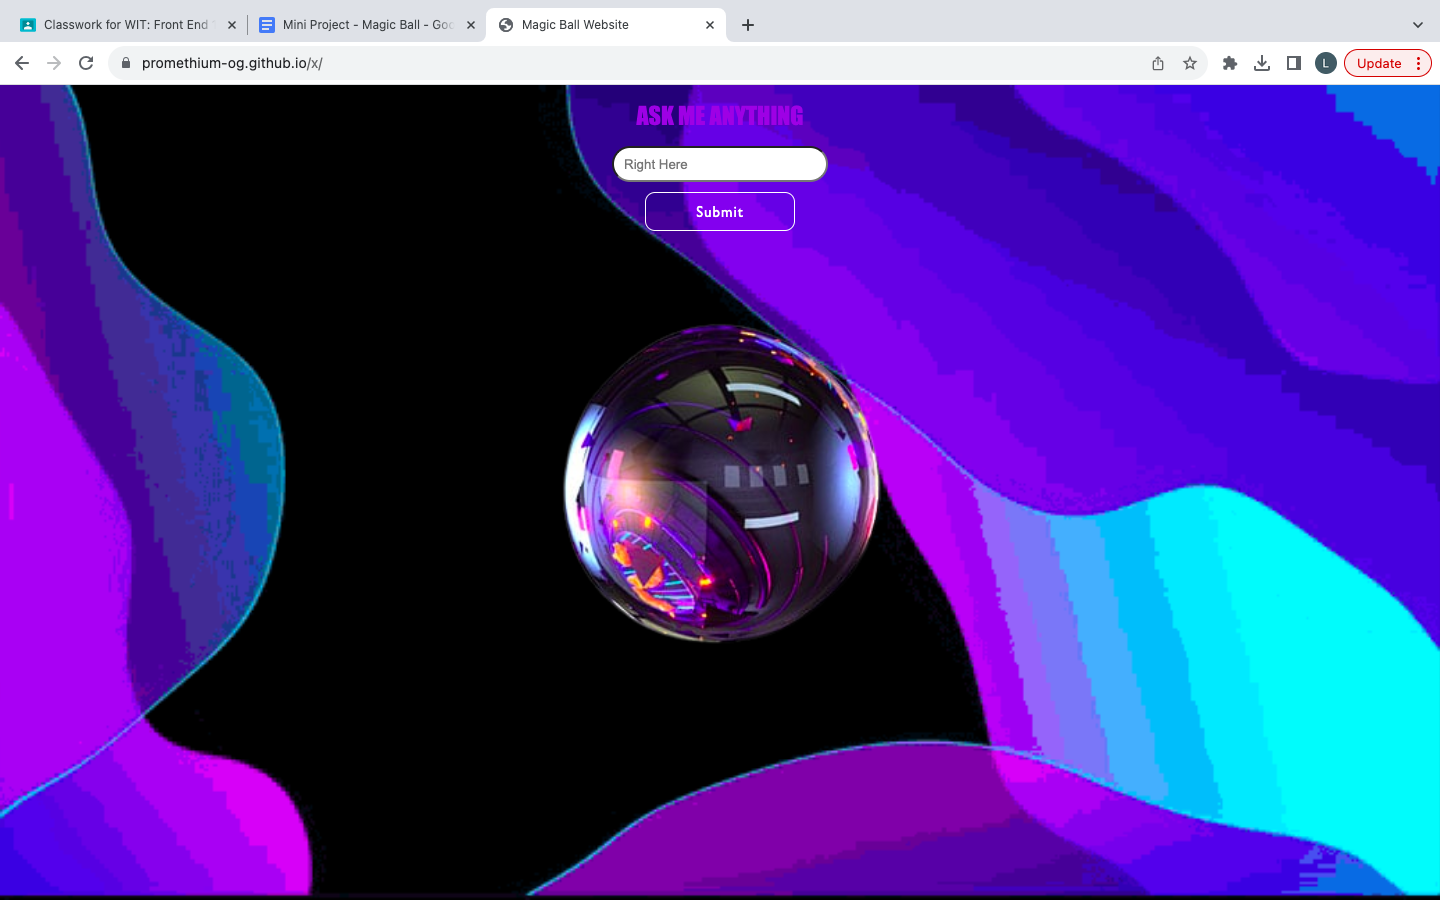 Classwork for WIT: Front End
Mini Project - Magic Ball - Goo
Magic Ball Website
promethium-og.github.io/x/
L
Update
ASK ME ANYTHING
Right Here
Submit